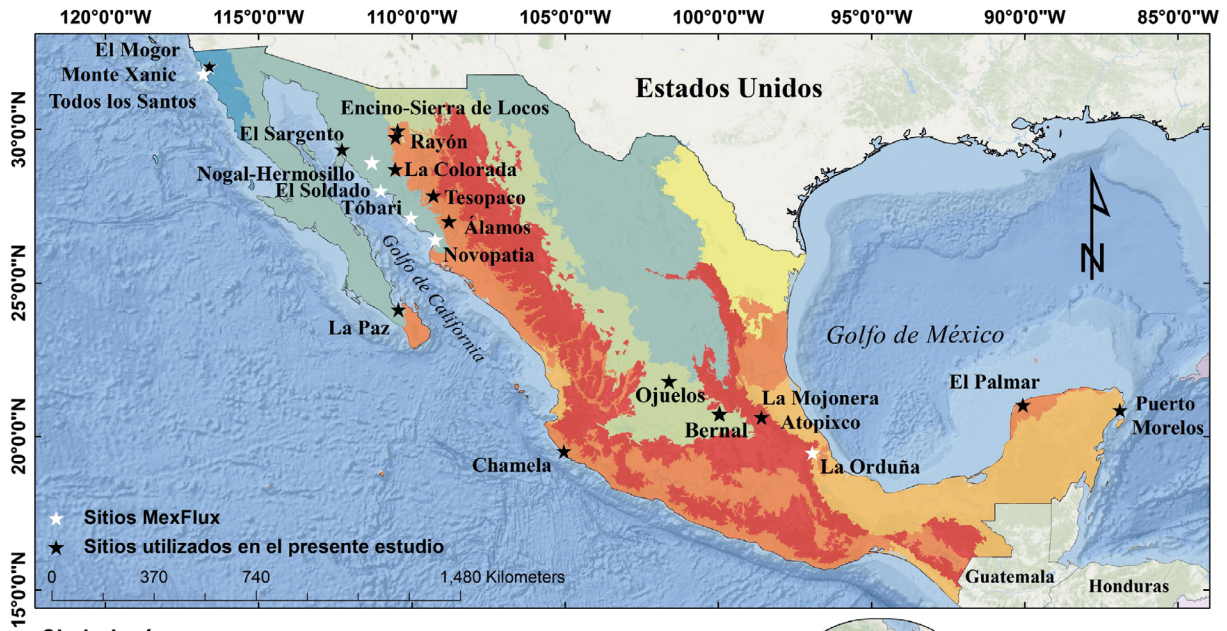 120°0'0"W 115°0'0"W 110°0'0"W 105°0'0"W 100°0'0"W 95°0'0"W 90°0'0"W 85°0'0"W
30°0'0"N
25°0'0"N
20°0'0"N
15°0'0"N
El Mogor
Monte Xanic
Todos los Santos
Estados Unidos
Encino-Sierra de Locos
El Sargento
Rayón
La Colorada
Nogal-Hermosillo
El Soldado
Tesopaco
Tóbari
Álamos
Novopatia
Golfo de California
La Paz
Golfo de México
Ojuelos
El Palmar
La Mojonera
Atopixco
Puerto
Morelos
Bernal
Chamela
La Orduña
Sitios MexFlux
Sitios utilizados en el presente estudio
0 370 740 1,480 Kilometers
Guatemala
Honduras
N